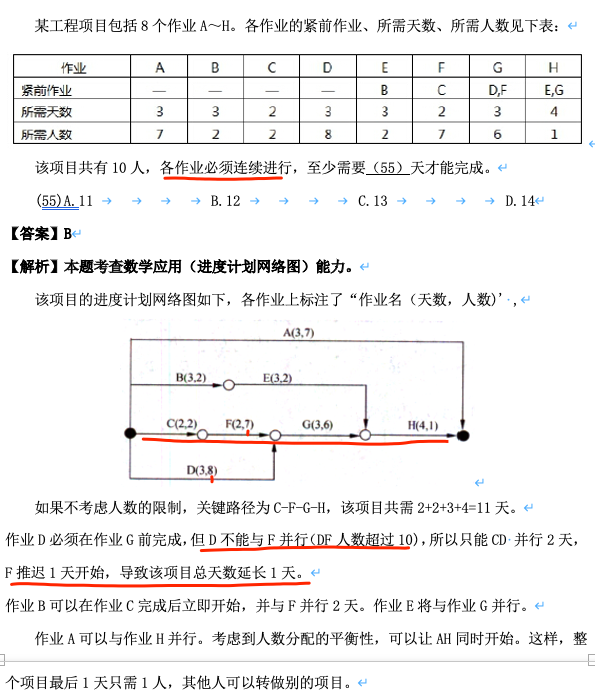 某工程项目包括 8 个作业 A～H。各作业的紧前作业、所需天数、所需人数见下表：
作业 A B C D E F G H
紧前作业 — — — — B C D,F E,G
所需天数 3 3 2 3 3 2 3 4
所需人数 7 2 2 8 2 7 6 1
该项目共有 10 人，各作业必须连续进行，至少需要（55）天才能完成。
(55)A.11 B.12 C.13 D.14
【答案】B
【解析】本题考查数学应用（进度计划网络图）能力。
该项目的进度计划网络图如下，各作业上标注了“作业名（天数，人数)'，
A(3,7)
B(3,2) E(3,2)
C(2,2) F(2,7) G(3,6) H(4,1)
D(3,8)
如果不考虑人数的限制，关键路径为 C-F-G-H，该项目共需 2+2+3+4=11 天。
作业 D 必须在作业 G 前完成，但 D 不能与 F 并行（DF 人数超过 10），所以只能 CD 并行 2 天，
F 推迟 1 天开始，导致该项目总天数延长 1 天。
作业 B 可以在作业 C 完成后立即开始，并与 F 并行 2 天。作业 E 将与作业 G 并行。
作业 A 可以与作业 H 并行。考虑到人数分配的平衡性，可以让 AH 同时开始。这样，整
个项目最后 1 天只需 1 人，其他人可以转做别的项目。